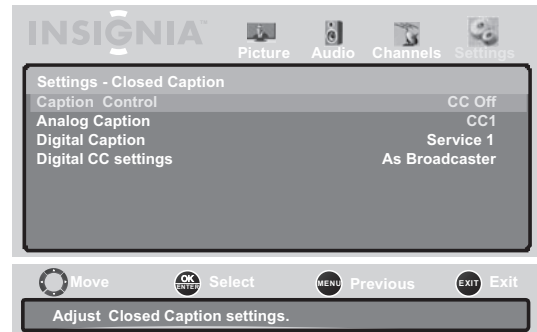 INSIGNIA™
Picture Audio Channels Settings
Settings - Closed Caption
Caption Control CC Off
Analog Caption CC1
Digital Caption Service 1
Digital CC settings As Broadcaster
Move OK ENTER Select MENU Previous EXIT Exit
Adjust Closed Caption settings.